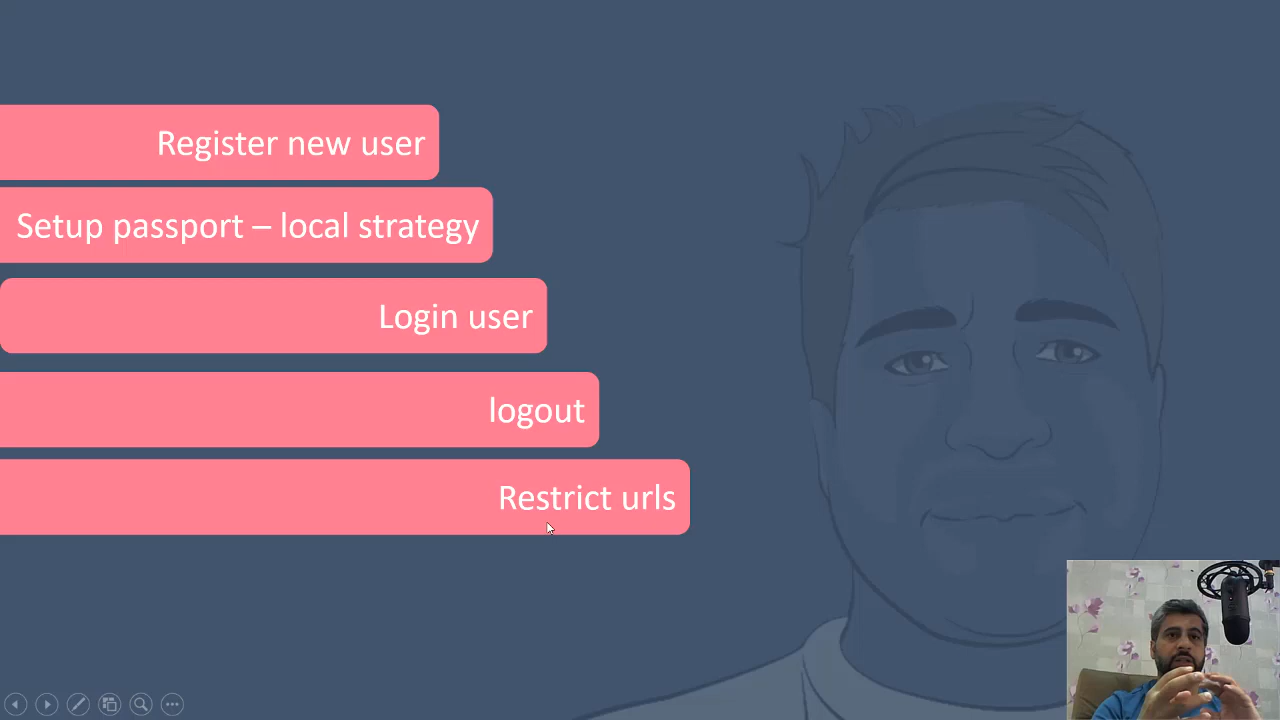 Register new user
Setup passport – local strategy
Login user
logout
Restrict urls